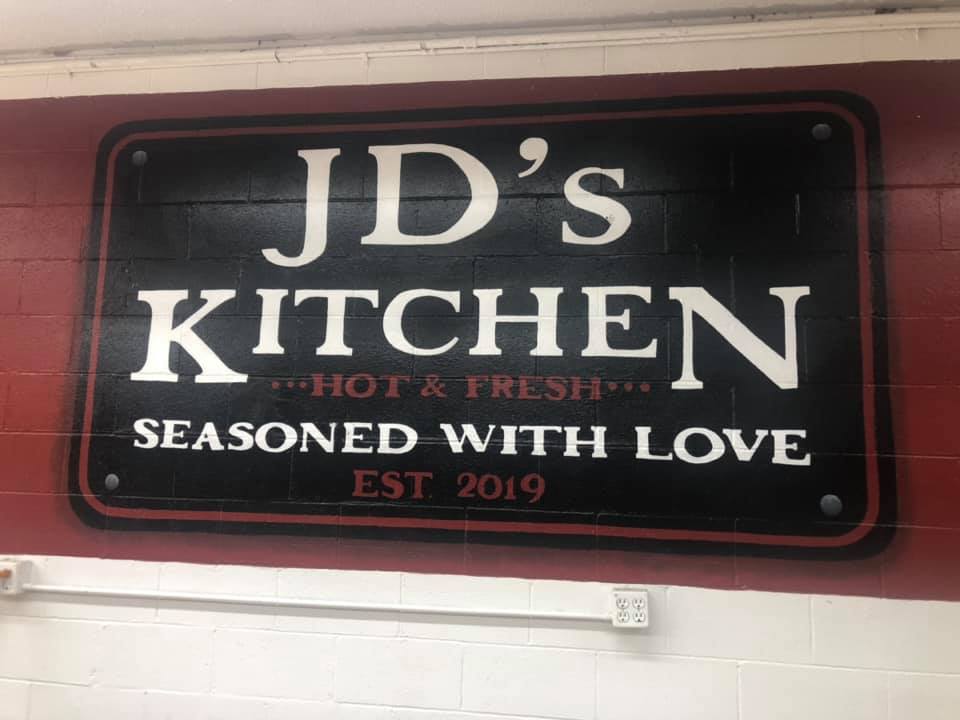 JD's
KITCHEN
...HOT & FRESH...
SEASONED WITH LOVE
EST. 2019